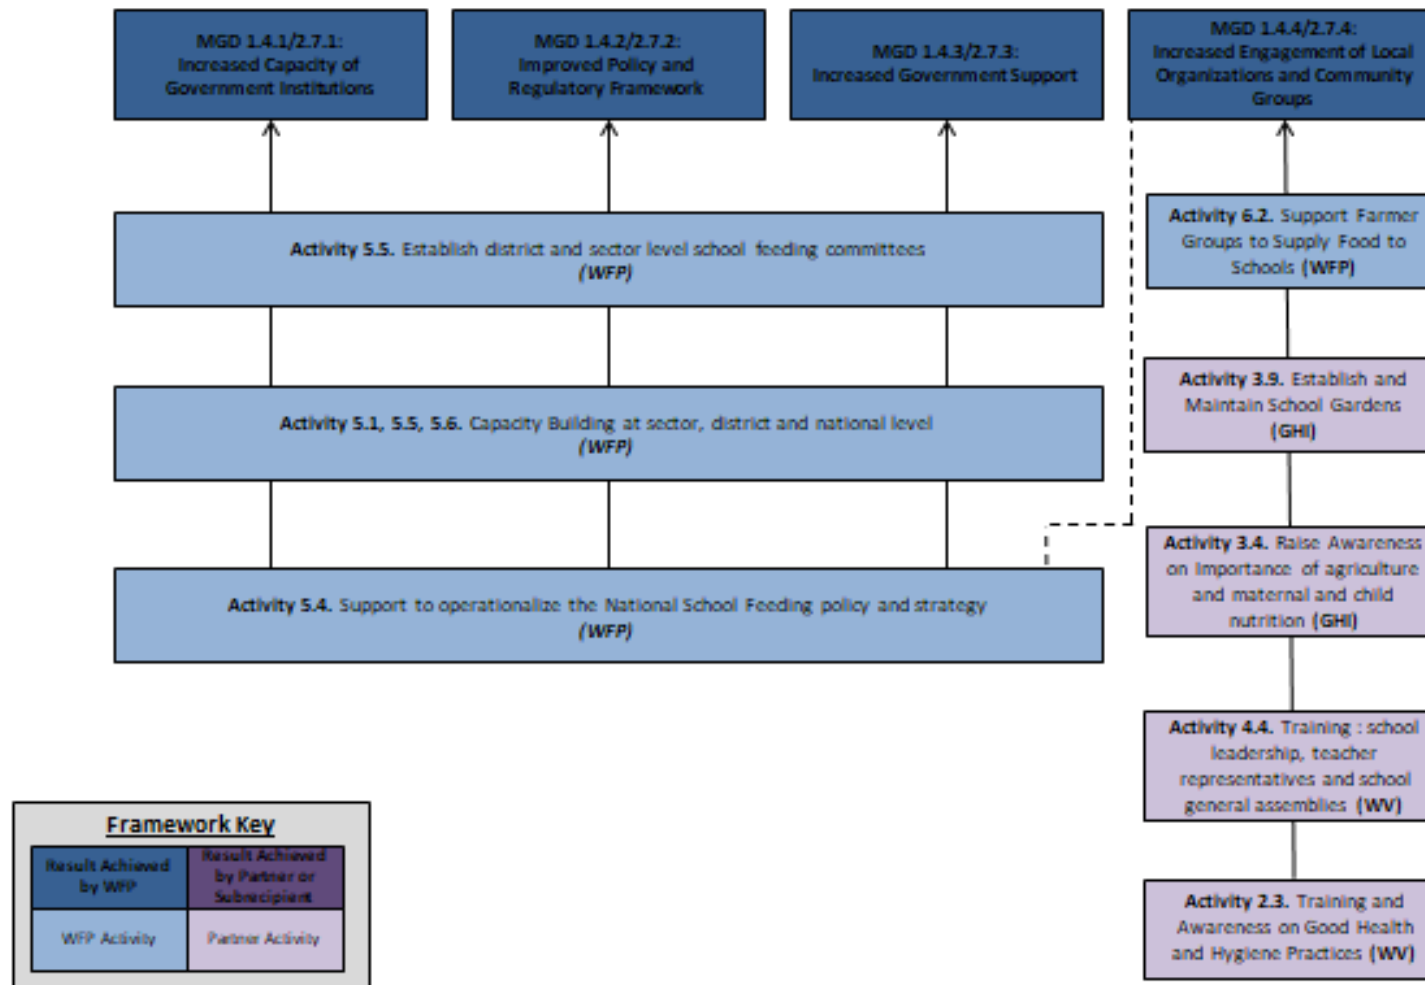 MGD 1.4.1/2.7.1:
Increased Capacity of
Government Institutions
MGD 1.4.2/2.7.2:
Improved Policy and
Regulatory Framework
MGD 1.4.3/2.7.3:
Increased Government Support
MGD 1.4.4/2.7.4:
Increased Engagement of Local
Organizations and Community
Groups
Activity 5.5. Establish district and sector level school feeding committees
(WFP)
Activity 5.1, 5.5, 5.6. Capacity Building at sector, district and national level
(WFP)
Activity 5.4. Support to operationalize the National School Feeding policy and strategy
(WFP)
Activity 6.2. Support Farmer
Groups to Supply Food to
Schools (WFP)
Activity 3.9. Establish and
Maintain School Gardens
(GHI)
Activity 3.4. Raise Awareness
on Importance of agriculture
and maternal and child
nutrition (GHI)
Activity 4.4. Training : school
leadership, teacher
representatives and school
general assemblies (WV)
Activity 2.3. Training and
Awareness on Good Health
and Hygiene Practices (WV)
Framework Key
Result Achieved
by WFP
Result Achieved
by Partner or
Subrecipient
WFP Activity
Partner Activity